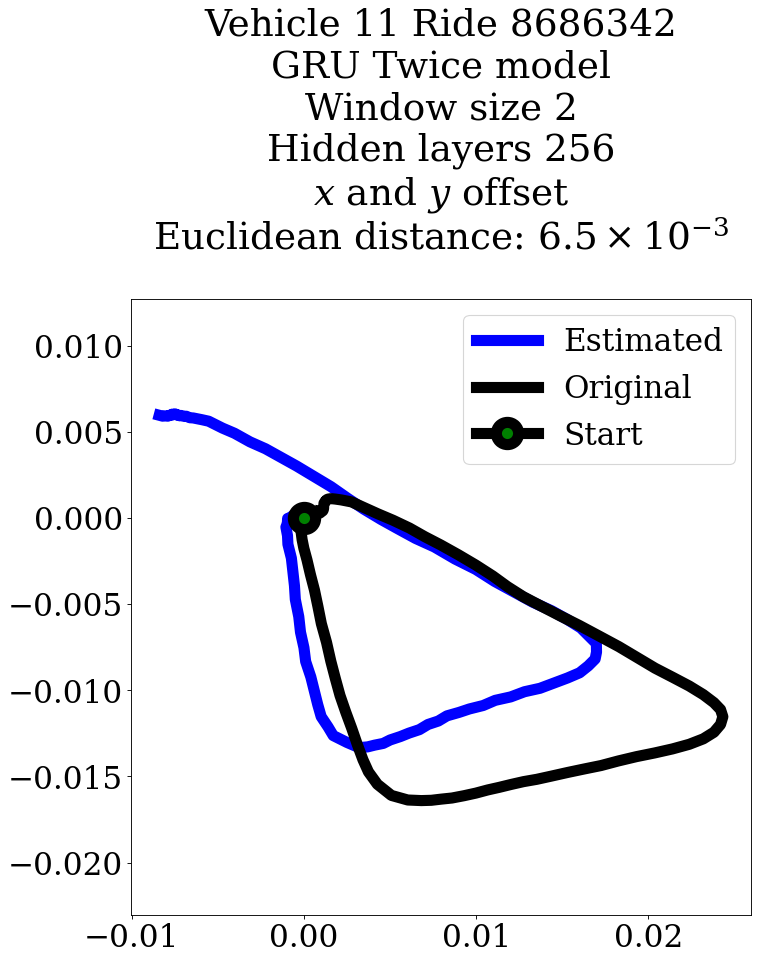 Vehicle 11 Ride 8686342
GRU Twice model
Window size 2
Hidden layers 256
x and y offset
Euclidean distance: 6.5 × 10⁻³
Estimated
Original
Start
0.010
0.005
0.000
−0.005
−0.010
−0.015
−0.020
−0.01 0.00 0.01 0.02